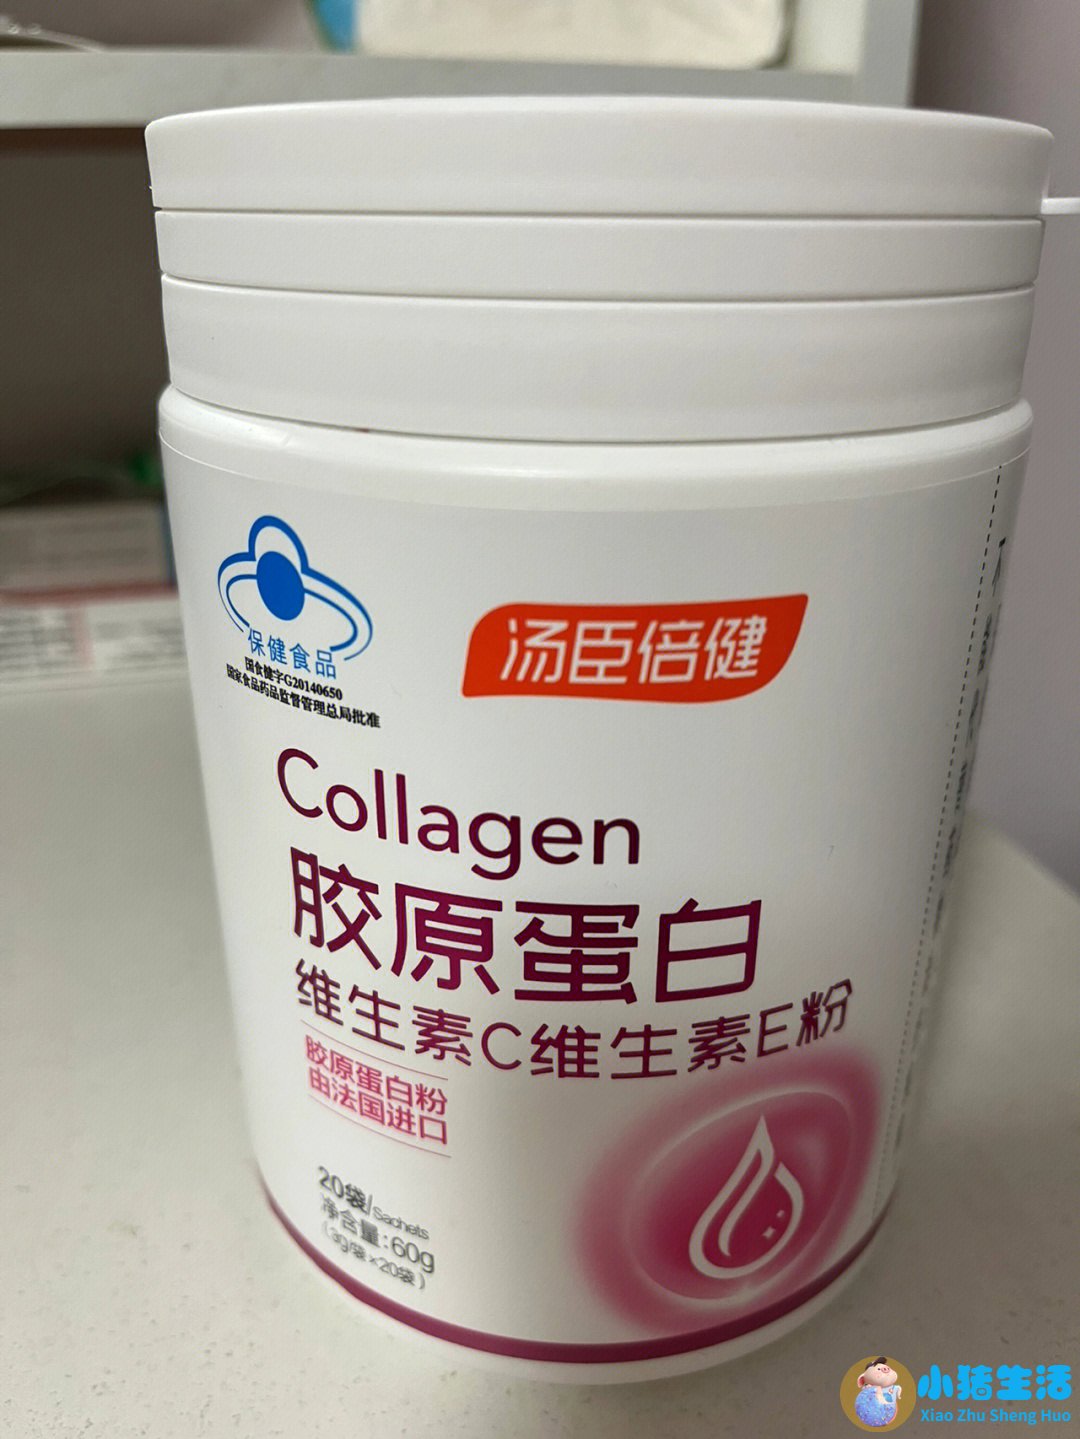 保健食品
国食健字G20140650
国家食品药品监督管理总局批准
汤臣倍健
Collagen
胶原蛋白
维生素C维生素E粉
胶原蛋白粉
由法国进口
20袋/Sachets
净含量:60g
(3g/袋×20袋)
小猪生活
Xiao Zhu Sheng Huo